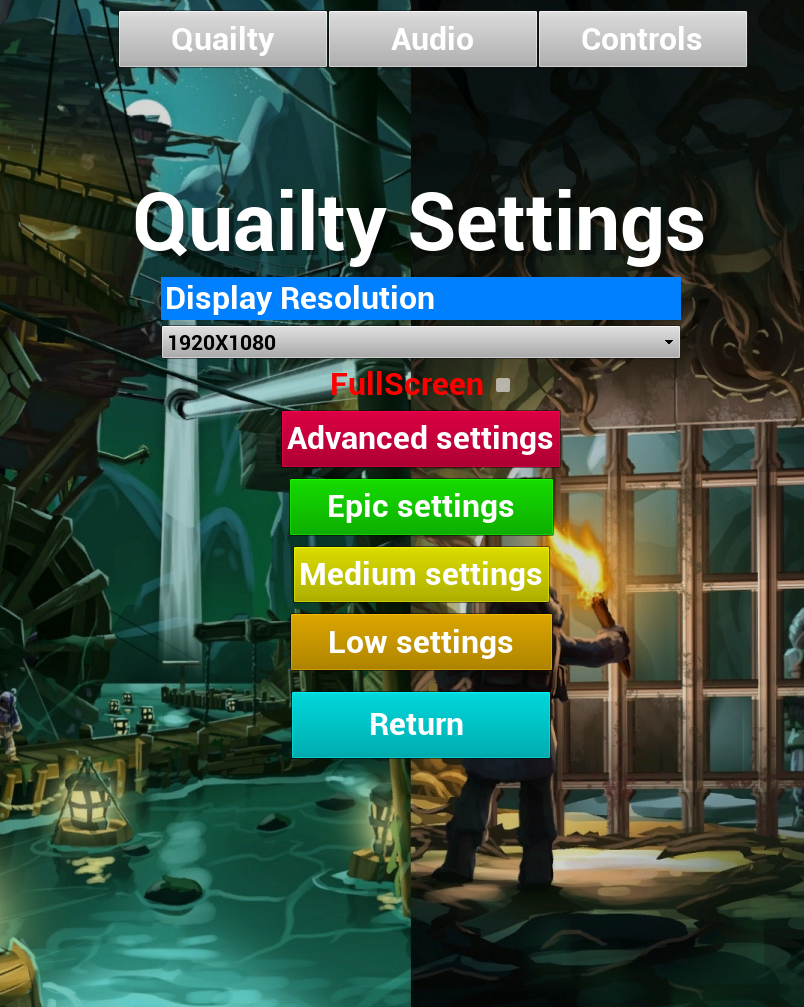 Quailty
Audio
Controls
Quailty Settings
Display Resolution
1920X1080
FullScreen
Advanced settings
Epic settings
Medium settings
Low settings
Return